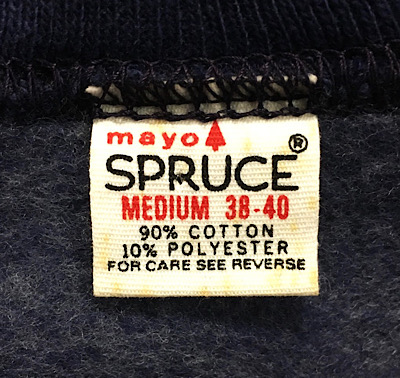 mayo
SPRUCE ®
MEDIUM 38-40
90% COTTON
10% POLYESTER
FOR CARE SEE REVERSE